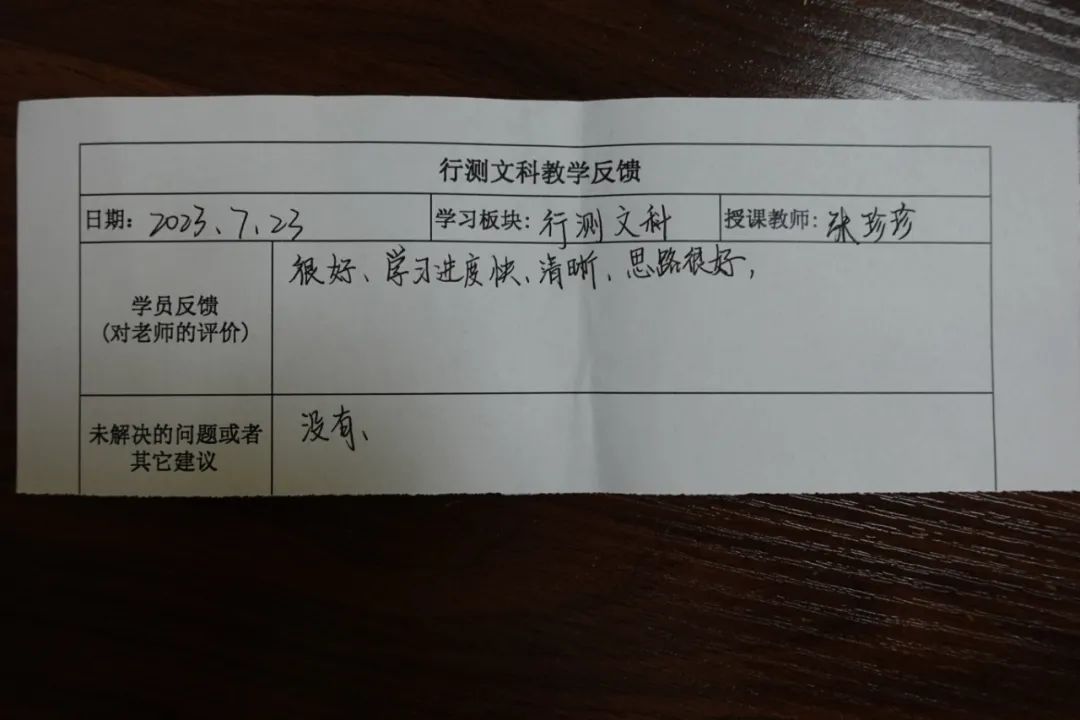 行测文科教学反馈
日期：2023、7、23 学习板块：行测文科 授课教师：张珍珍
学员反馈
(对老师的评价)
很好、学习进度快、清晰、思路很好，
未解决的问题或者
其它建议
没有、